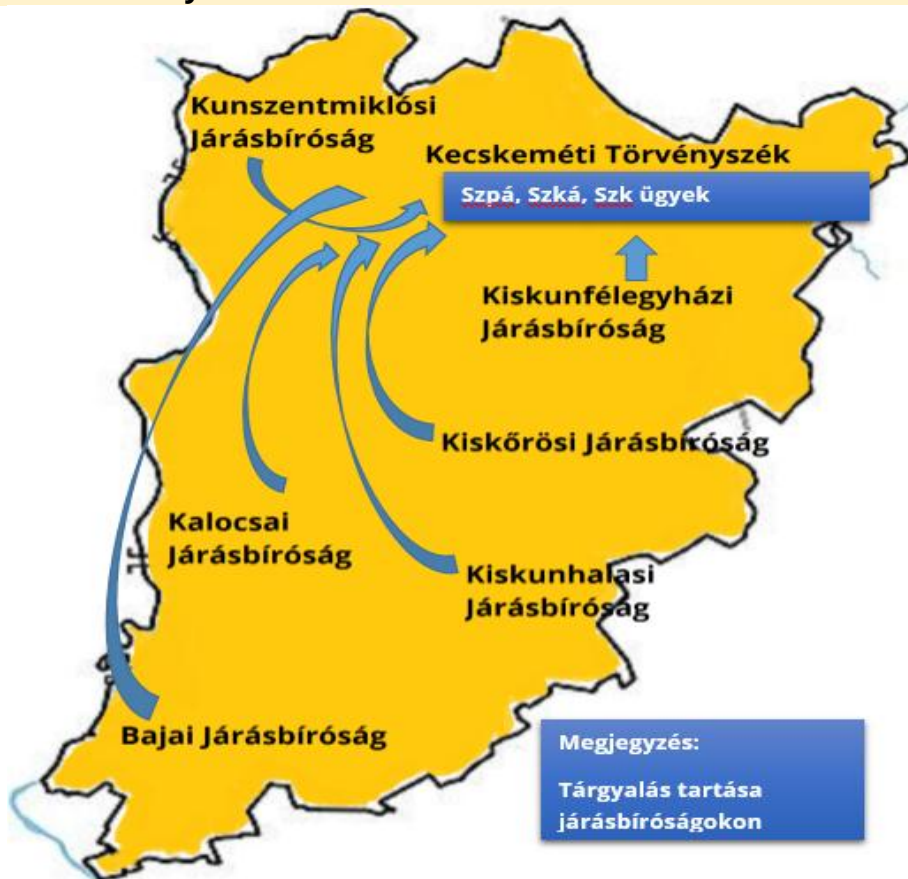 Kunszentmiklósi
Járásbíróság
Kecskeméti Törvényszék
Szpá, Szká, Szk ügyek
Kiskunfélegyházi
Járásbíróság
Kiskőrösi Járásbíróság
Kalocsai
Járásbíróság
Kiskunhalasi
Járásbíróság
Bajai Járásbíróság
Megjegyzés:
Tárgyalás tartása
járásbíróságokon